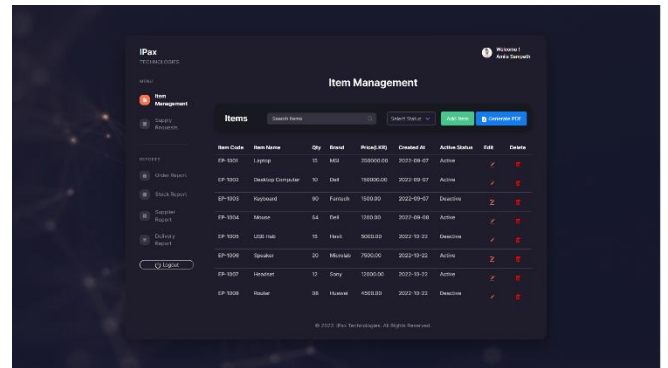 IPax
TECHNOLOGIES
Welcome !
MENU
Item Management
Item
Management
Supply
Requests
Items
Search Items
Select Status
Add Item
Generate PDF
Item Code Item Name Qty Brand Price(LKR) Created At Active Status Edit Delete
EP-1001 Laptop 15 MSI 200000.00 2022-09-07 Active
EP-1002 Desktop Computer 10 Dell 150000.00 2022-09-07 Active
EP-1003 Keyboard 90 Fantech 1500.00 2022-09-07 Deactive
EP-1004 Mouse 54 Dell 1200.00 2022-09-08 Active
EP-1005 USB Hub 15 5000.00 2022-10-22 Deactive
EP-1006 Speaker 20 Microlab 7500.00 2022-10-22 Active
EP-1007 Headset 12 Sony 12000.00 2022-10-22 Active
EP-1008 Router 38 Huawei 4500.00 2022-10-22 Deactive
REPORTS
Order Report
Stock Report
Supplier
Report
Delivery
Report
Logout
© 2022 IPax Technologies. All Rights Reserved.